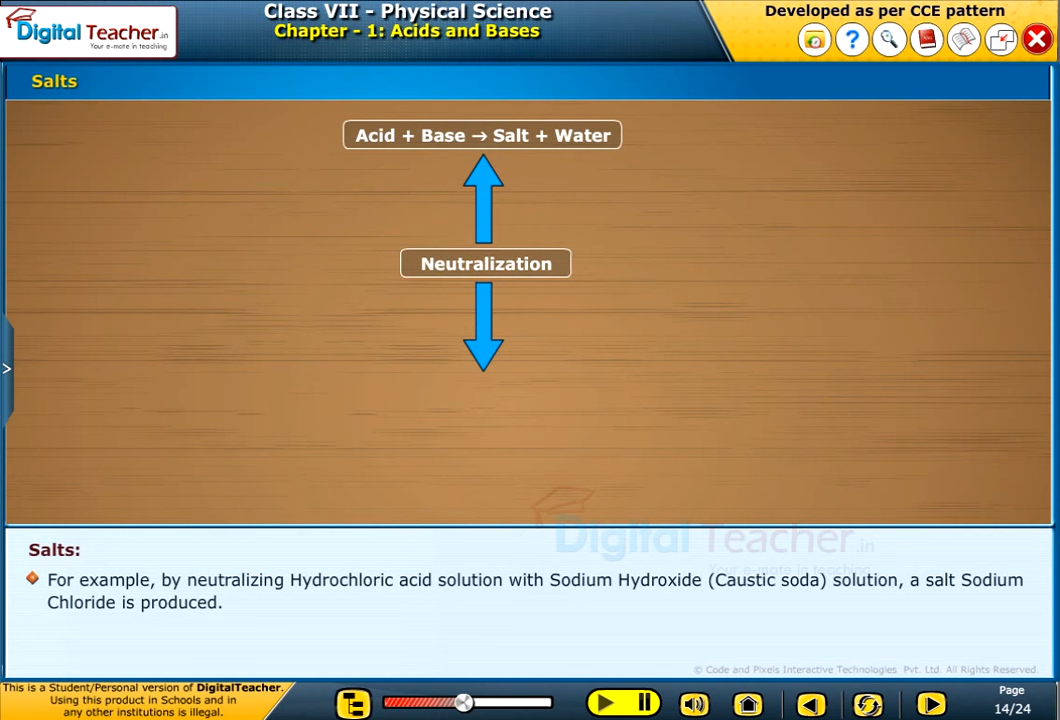 Digital Teacher.in
Your e-mate in teaching
Class VII - Physical Science
Chapter - 1: Acids and Bases
Developed as per CCE pattern
?
Salts
Acid + Base → Salt + Water
Neutralization
>
Digital Teacher.in
Your e-mate in teaching
Salts:
For example, by neutralizing Hydrochloric acid solution with Sodium Hydroxide (Caustic soda) solution, a salt Sodium
Chloride is produced.
© Code and Pixels Interactive Technologies. Pvt. Ltd. All Rights Reserved.
This is a Student/Personal version of DigitalTeacher.
Using this product in Schools and in
any other institutions is illegal.
Page
14/24